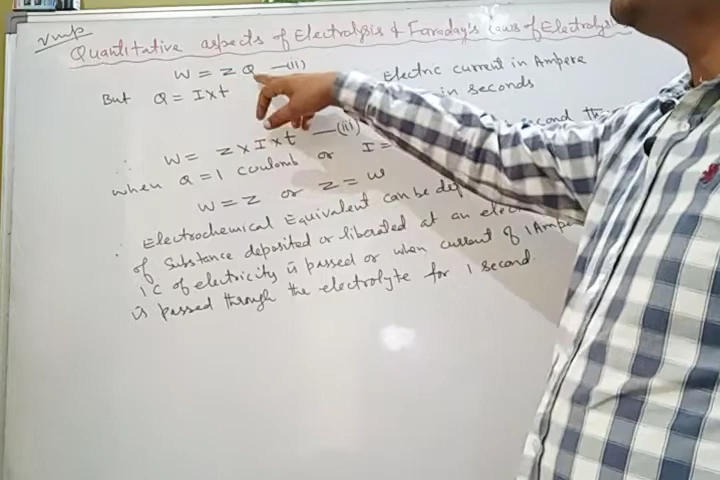 vmp
Quantitative aspects of Electrolysis & Faraday's Laws of Electrolysis
W = Z Q —(ii)
Electric current in Ampere
But Q = I×t
in seconds
∴ W = Z×I×t —(iii)
second
when Q = 1 coulomb or I =
W = Z or Z = W
∴ Electrochemical Equivalent can be
of substance deposited or liberated at an
1C of electricity is passed or when current of 1
is passed through the electrolyte for 1 second.